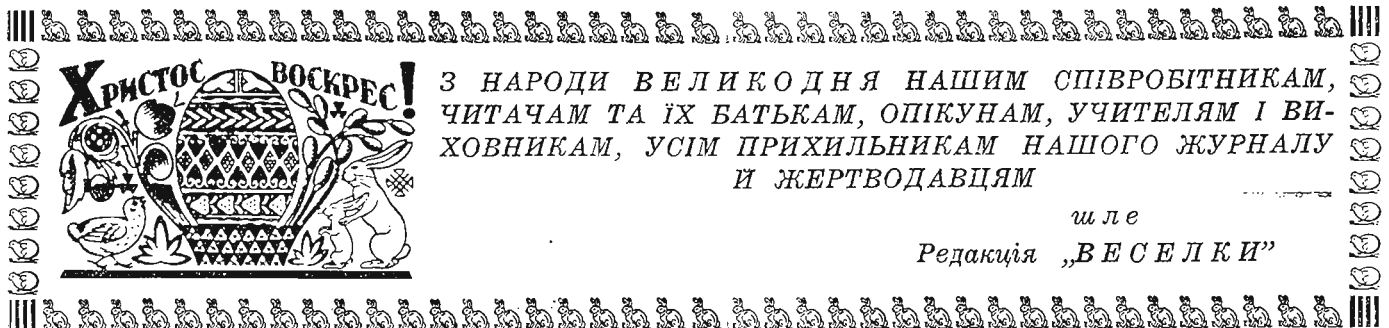 Христос Воскрес!
З НАРОДИ ВЕЛИКОДНЯ НАШИМ СПІВРОБІТНИКАМ,
ЧИТАЧАМ ТА ЇХ БАТЬКАМ, ОПІКУНАМ, УЧИТЕЛЯМ І ВИ-
ХОВНИКАМ, УСІМ ПРИХИЛЬНИКАМ НАШОГО ЖУРНАЛУ
Й ЖЕРТВОДАВЦЯМ
шле
Редакція „ВЕСЕЛКИ”